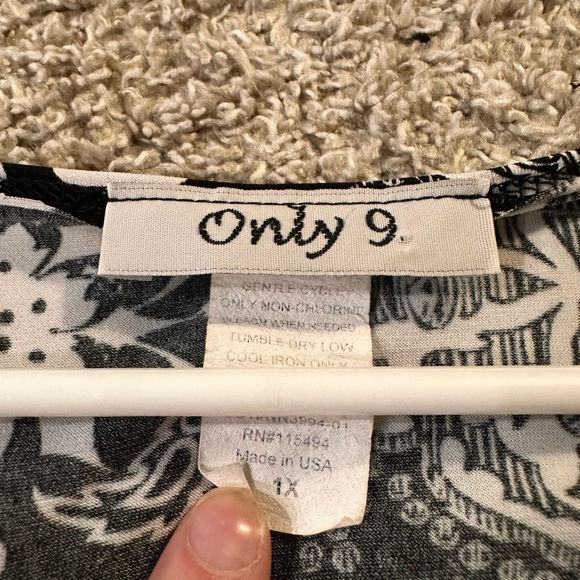 Only 9.
GENTLE CYCLE
ONLY NON-CHLORINE
BLEACH WHEN NEEDED
TUMBLE DRY LOW
COOL IRON ONLY
RN#115494
Made in USA
1X